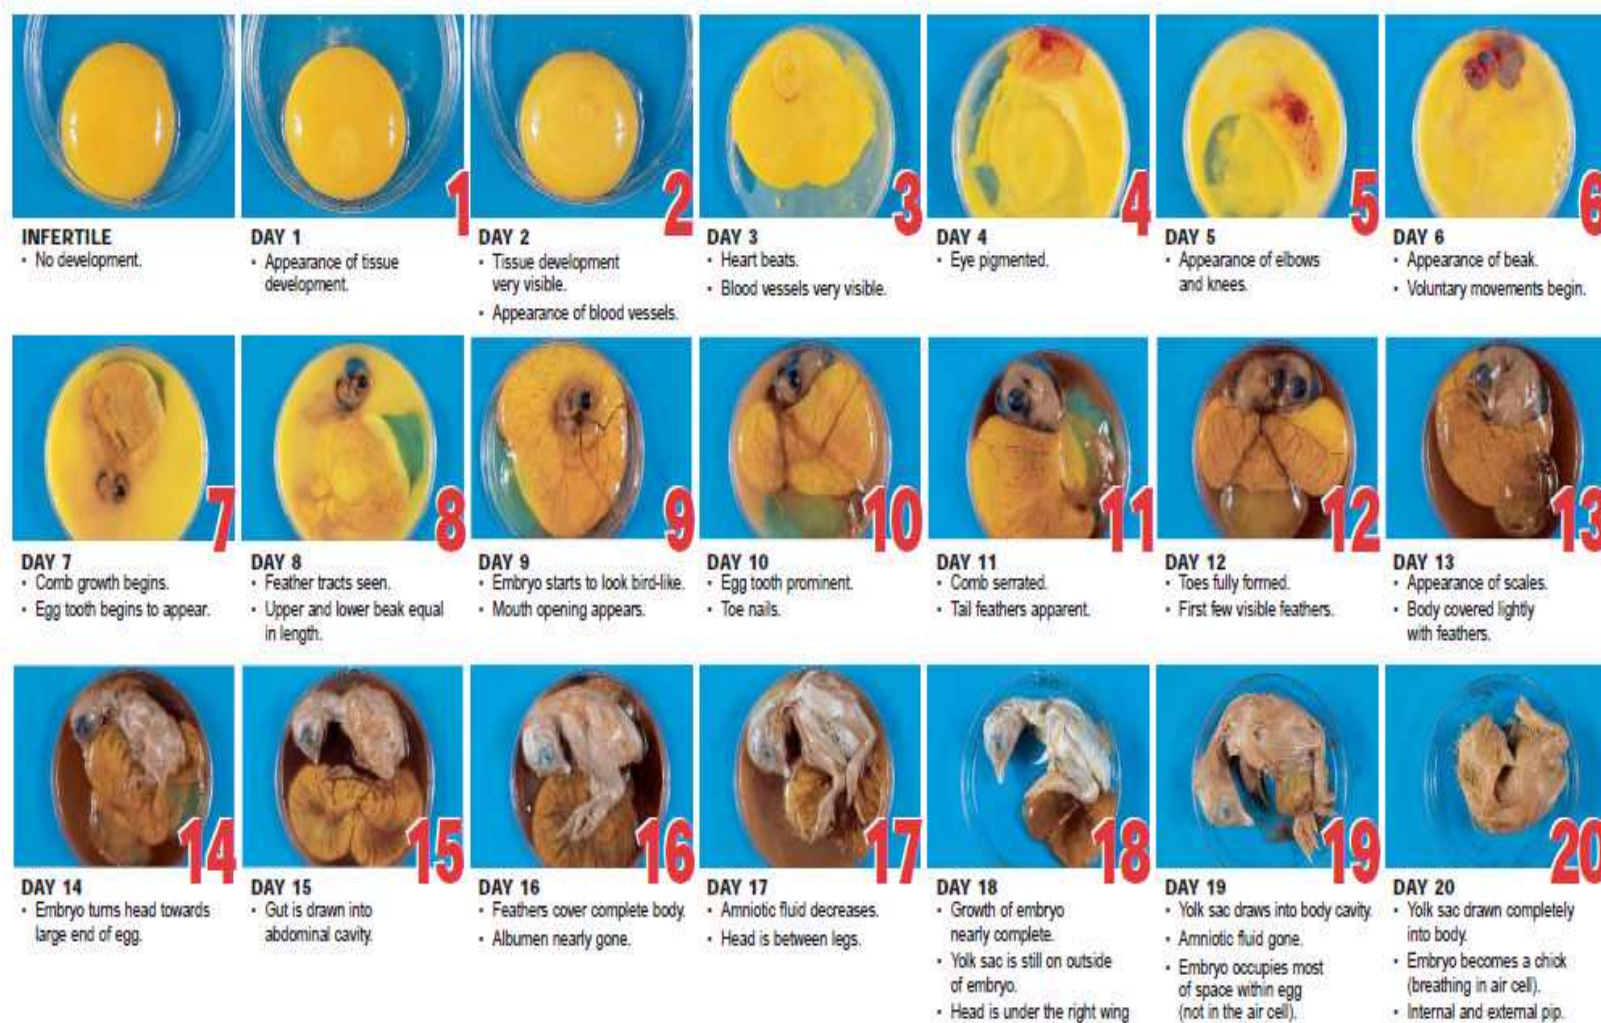 1
2
3
4
5
6
INFERTILE
• No development.
DAY 1
• Appearance of tissue
development.
DAY 2
• Tissue development
very visible.
• Appearance of blood vessels.
DAY 3
• Heart beats.
• Blood vessels very visible.
DAY 4
• Eye pigmented.
DAY 5
• Appearance of elbows
and knees.
DAY 6
• Appearance of beak.
• Voluntary movements begin.
7
8
9
10
11
12
13
DAY 7
• Comb growth begins.
• Egg tooth begins to appear.
DAY 8
• Feather tracts seen.
• Upper and lower beak equal
in length.
DAY 9
• Embryo starts to look bird-like.
• Mouth opening appears.
DAY 10
• Egg tooth prominent.
• Toe nails.
DAY 11
• Comb serrated.
• Tail feathers apparent.
DAY 12
• Toes fully formed.
• First few visible feathers.
DAY 13
• Appearance of scales.
• Body covered lightly
with feathers.
14
15
16
17
18
19
20
DAY 14
• Embryo turns head towards
large end of egg.
DAY 15
• Gut is drawn into
abdominal cavity.
DAY 16
• Feathers cover complete body.
• Albumen nearly gone.
DAY 17
• Amniotic fluid decreases.
• Head is between legs.
DAY 18
• Growth of embryo
nearly complete.
• Yolk sac is still on outside
of embryo.
• Head is under the right wing
DAY 19
• Yolk sac draws into body cavity.
• Amniotic fluid gone.
• Embryo occupies most
of space within egg
(not in the air cell).
DAY 20
• Yolk sac drawn completely
into body.
• Embryo becomes a chick
(breathing in air cell).
• Internal and external pip.